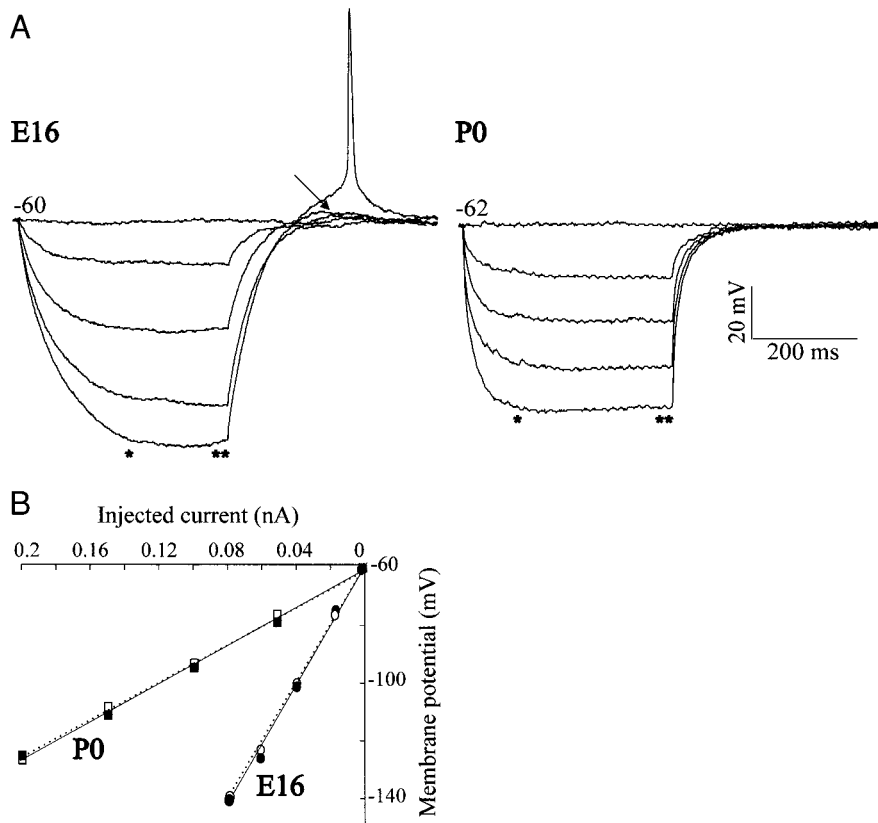 A
E16
P0
-60
-62
20 mV
200 ms
*
**
*
**
B
Injected current (nA)
0.2 0.16 0.12 0.08 0.04 0
-60
-100
-140
Membrane potential (mV)
P0
E16